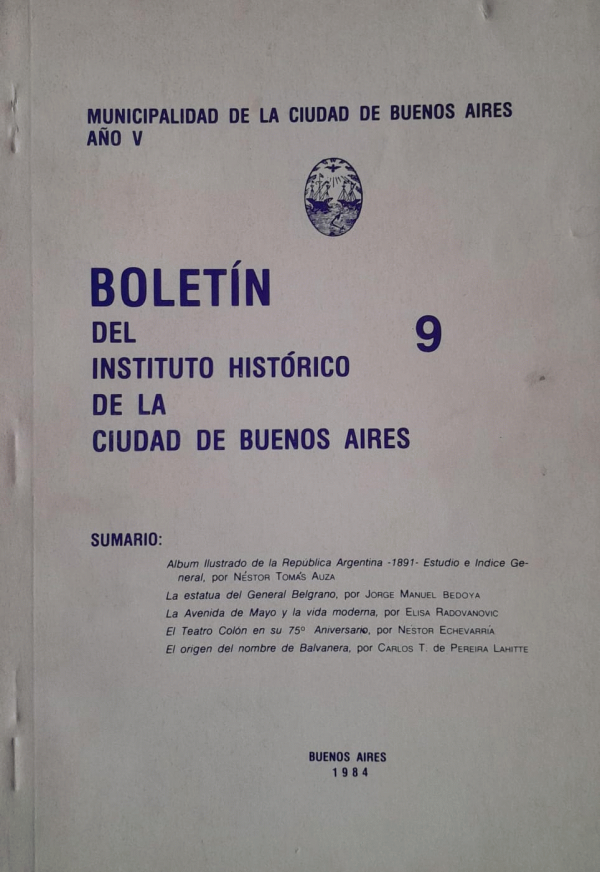 MUNICIPALIDAD DE LA CIUDAD DE BUENOS AIRES
AÑO V
BOLETÍN
DEL
9
INSTITUTO HISTÓRICO
DE LA
CIUDAD DE BUENOS AIRES
SUMARIO:
Album Ilustrado de la República Argentina -1891- Estudio e Indice Ge-
neral, por NÉSTOR TOMÁS AUZA
La estatua del General Belgrano, por JORGE MANUEL BEDOYA
La Avenida de Mayo y la vida moderna, por ELISA RADOVANOVIC
El Teatro Colón en su 75º Aniversario, por NÉSTOR ECHEVARRÍA
El origen del nombre de Balvanera, por CARLOS T. de PEREIRA LAHITTE
BUENOS AIRES
1984